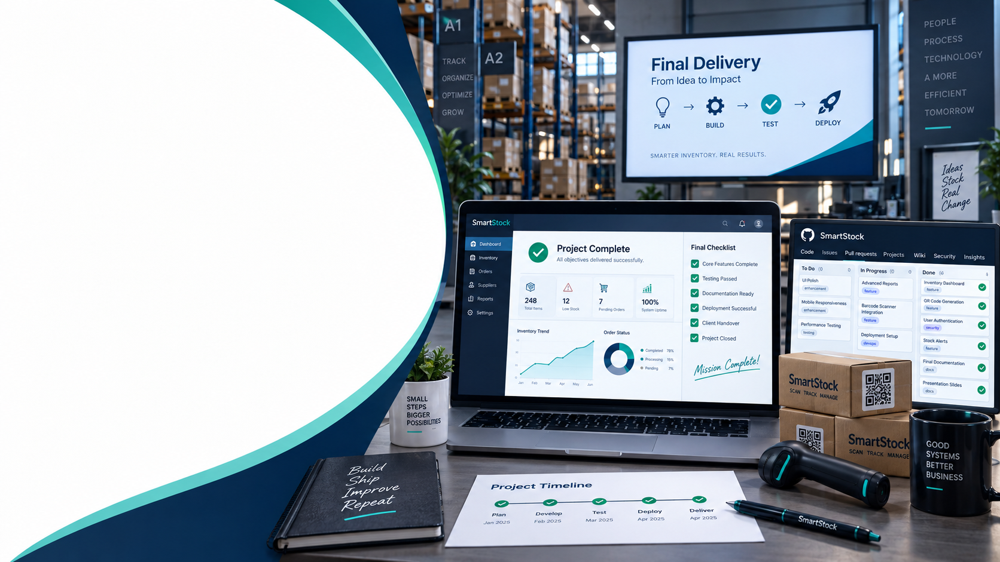 A1
A2
TRACK
ORGANIZE
OPTIMIZE
GROW
Final Delivery
From Idea to Impact
PLAN
BUILD
TEST
DEPLOY
SMARTER INVENTORY. REAL RESULTS.
PEOPLE
PROCESS
TECHNOLOGY
A MORE
EFFICIENT
TOMORROW
Ideas
Stock
Real
Change
SmartStock
Dashboard
Inventory
Orders
Suppliers
Reports
Settings
Project Complete
All objectives delivered successfully.
248
Total Items
12
Low Stock
7
Pending Orders
100%
System Uptime
Inventory Trend
Jan Feb Mar Apr May Jun
Order Status
Completed 78%
Processing 15%
Pending 7%
Final Checklist
Core Features Complete
Testing Passed
Documentation Ready
Deployment Successful
Client Handover
Project Closed
Mission Complete!
SmartStock
Code Issues Pull requests Projects Wiki Security Insights
To Do
0
UI Polish
enhancement
Mobile Responsiveness
enhancement
Performance Testing
testing
In Progress
0
Advanced Reports
feature
Barcode Scanner
Integration
feature
Deployment Setup
devops
Done
Inventory Dashboard
feature
QR Code Generation
feature
User Authentication
security
Stock Alerts
feature
Final Documentation
docs
Presentation Slides
docs
SmartStock
SCAN TRACK MANAGE
SmartStock
SCAN TRACK MANAGE
SMALL
STEPS
BIGGER
POSSIBILITIES
GOOD
SYSTEMS
BETTER
BUSINESS
Build
Ship
Improve
Repeat
Project Timeline
Plan
Jan 2025
Develop
Feb 2025
Test
Mar 2025
Deploy
Apr 2025
Deliver
Apr 2025
SmartStock